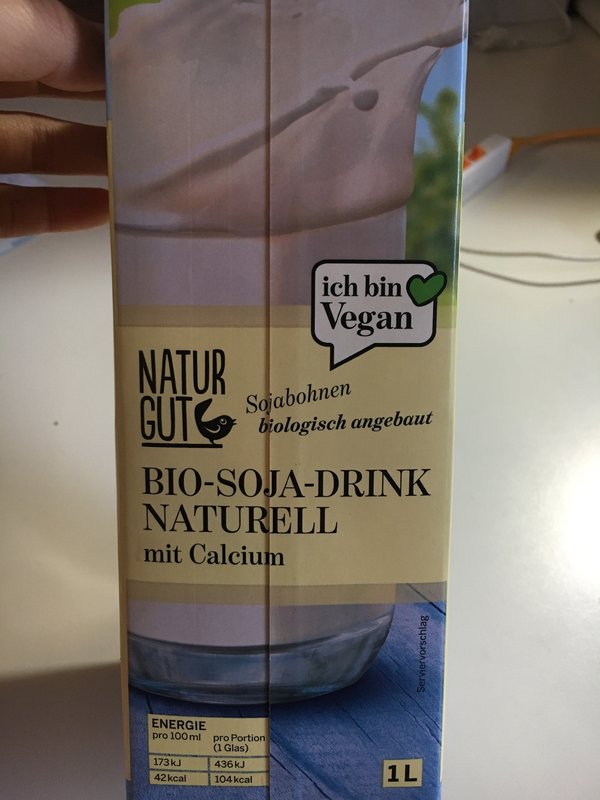 ich bin
Vegan
NATUR
GUT
Sojabohnen
biologisch angebaut
BIO-SOJA-DRINK
NATURELL
mit Calcium
Serviervorschlag
ENERGIE
pro 100 ml pro Portion
(1 Glas)
173 kJ 436 kJ
42 kcal 104 kcal
1 L